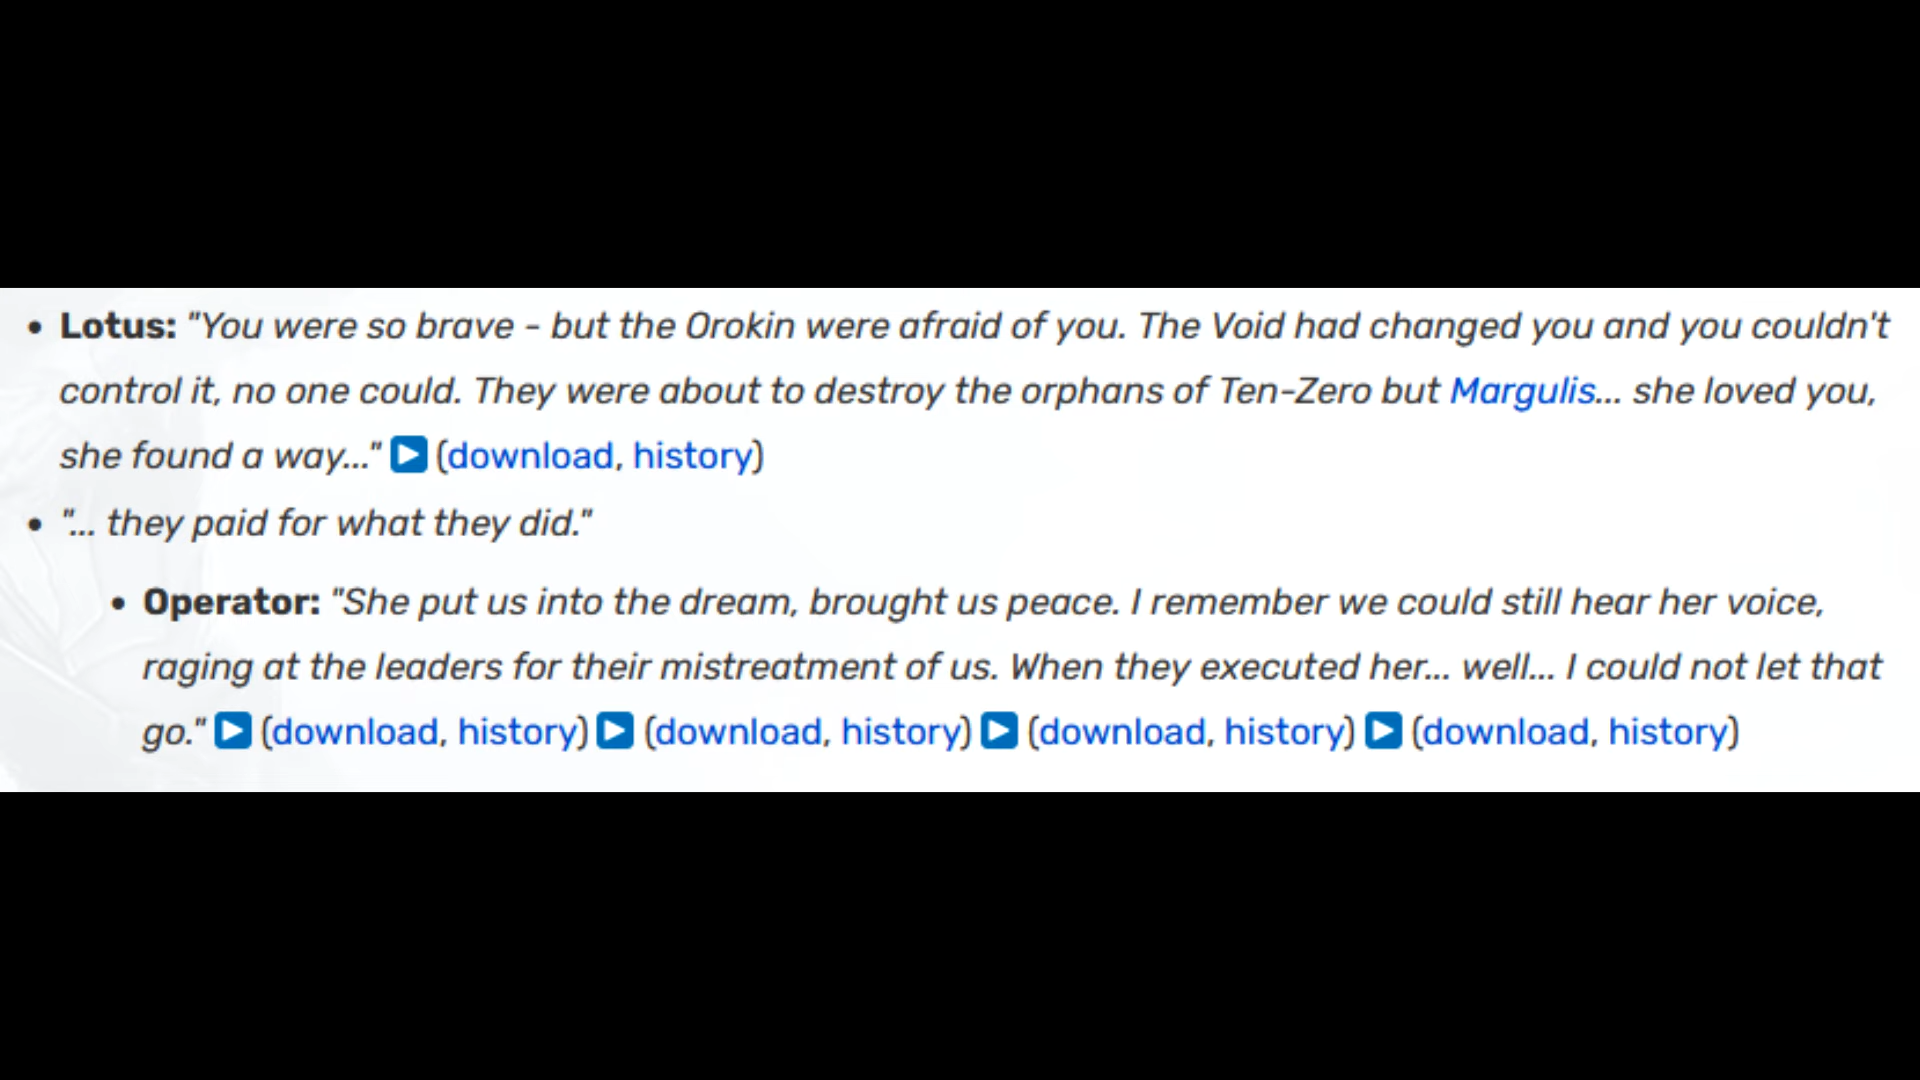 • Lotus: "You were so brave - but the Orokin were afraid of you. The Void had changed you and you couldn't
control it, no one could. They were about to destroy the orphans of Ten-Zero but Margulis... she loved you,
she found a way..." ▶ (download, history)
• "... they paid for what they did."
• Operator: "She put us into the dream, brought us peace. I remember we could still hear her voice,
raging at the leaders for their mistreatment of us. When they executed her... well... I could not let that
go." ▶ (download, history) ▶ (download, history) ▶ (download, history) ▶ (download, history)